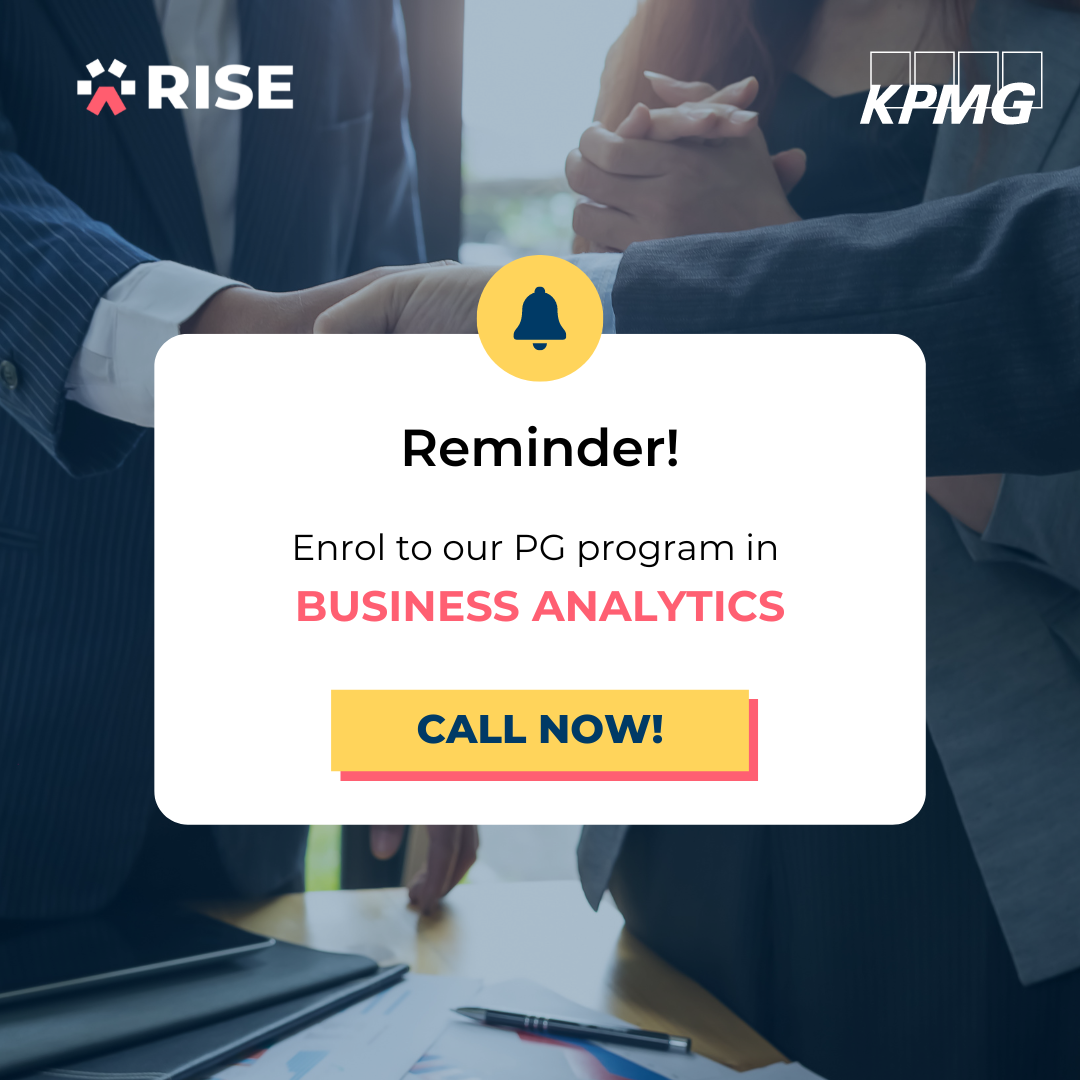 RISE
KPMG
Reminder!
Enrol to our PG program in
BUSINESS ANALYTICS
CALL NOW!